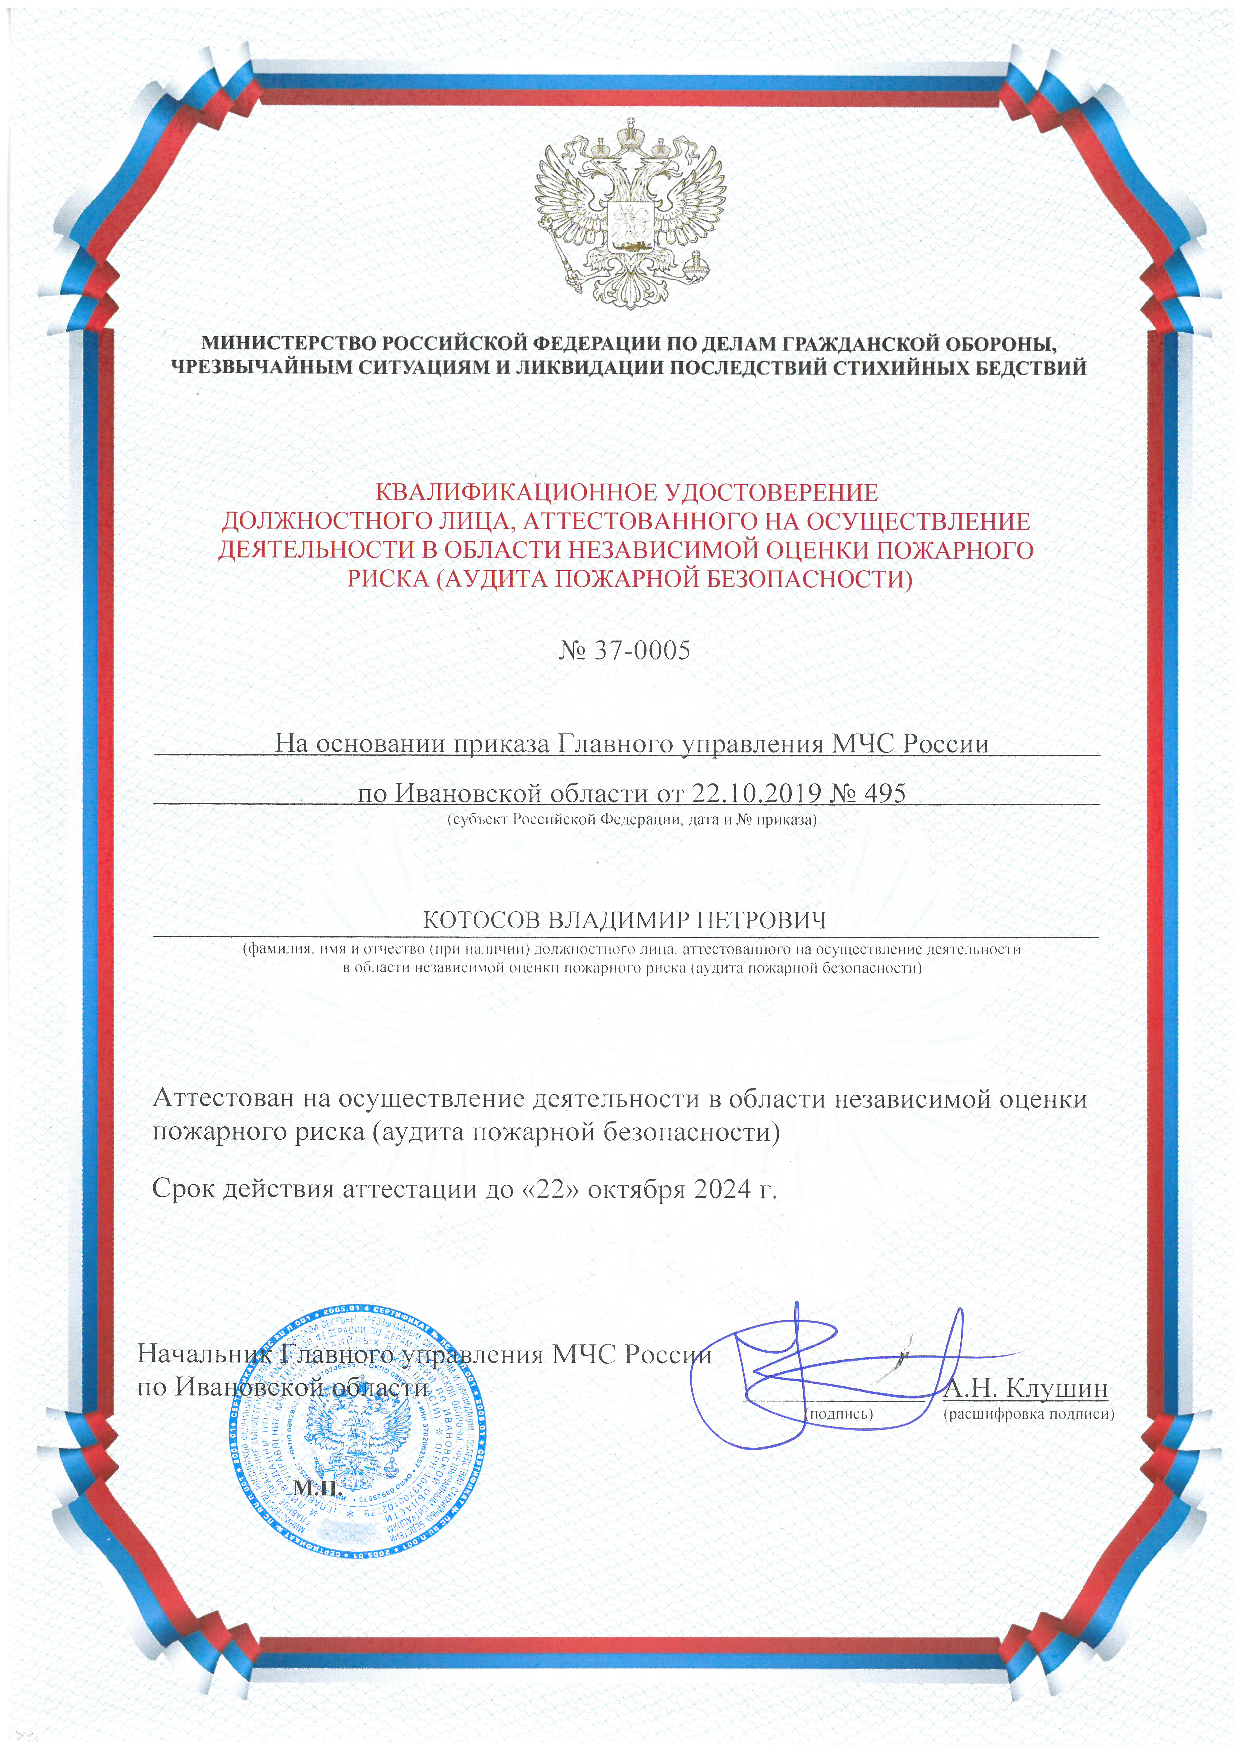 МИНИСТЕРСТВО РОССИЙСКОЙ ФЕДЕРАЦИИ ПО ДЕЛАМ ГРАЖДАНСКОЙ ОБОРОНЫ,
ЧРЕЗВЫЧАЙНЫМ СИТУАЦИЯМ И ЛИКВИДАЦИИ ПОСЛЕДСТВИЙ СТИХИЙНЫХ БЕДСТВИЙ
КВАЛИФИКАЦИОННОЕ УДОСТОВЕРЕНИЕ
ДОЛЖНОСТНОГО ЛИЦА, АТТЕСТОВАННОГО НА ОСУЩЕСТВЛЕНИЕ
ДЕЯТЕЛЬНОСТИ В ОБЛАСТИ НЕЗАВИСИМОЙ ОЦЕНКИ ПОЖАРНОГО
РИСКА (АУДИТА ПОЖАРНОЙ БЕЗОПАСНОСТИ)
№ 37-0005
На основании приказа Главного управления МЧС России
по Ивановской области от 22.10.2019 № 495
(субъект Российской Федерации, дата и № приказа)
КОТОСОВ ВЛАДИМИР ПЕТРОВИЧ
(фамилия, имя и отчество (при наличии) должностного лица, аттестованного на осуществление деятельности
в области независимой оценки пожарного риска (аудита пожарной безопасности)
Аттестован на осуществление деятельности в области независимой оценки
пожарного риска (аудита пожарной безопасности)
Срок действия аттестации до «22» октября 2024 г.
Начальник Главного управления МЧС России
по Ивановской области
А.Н. Клушин
(подпись)
(расшифровка подписи)
М.П.